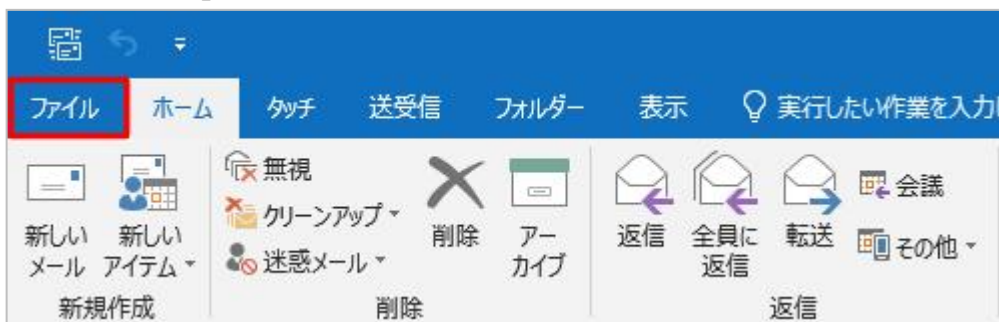 ファイル ホーム タッチ 送受信 フォルダー 表示 実行したい作業を入力
無視
クリーンアップ
迷惑メール
新しい
メール
新しい
アイテム
削除
アー
カイブ
返信
全員に
返信
転送
会議
その他
新規作成
削除
返信